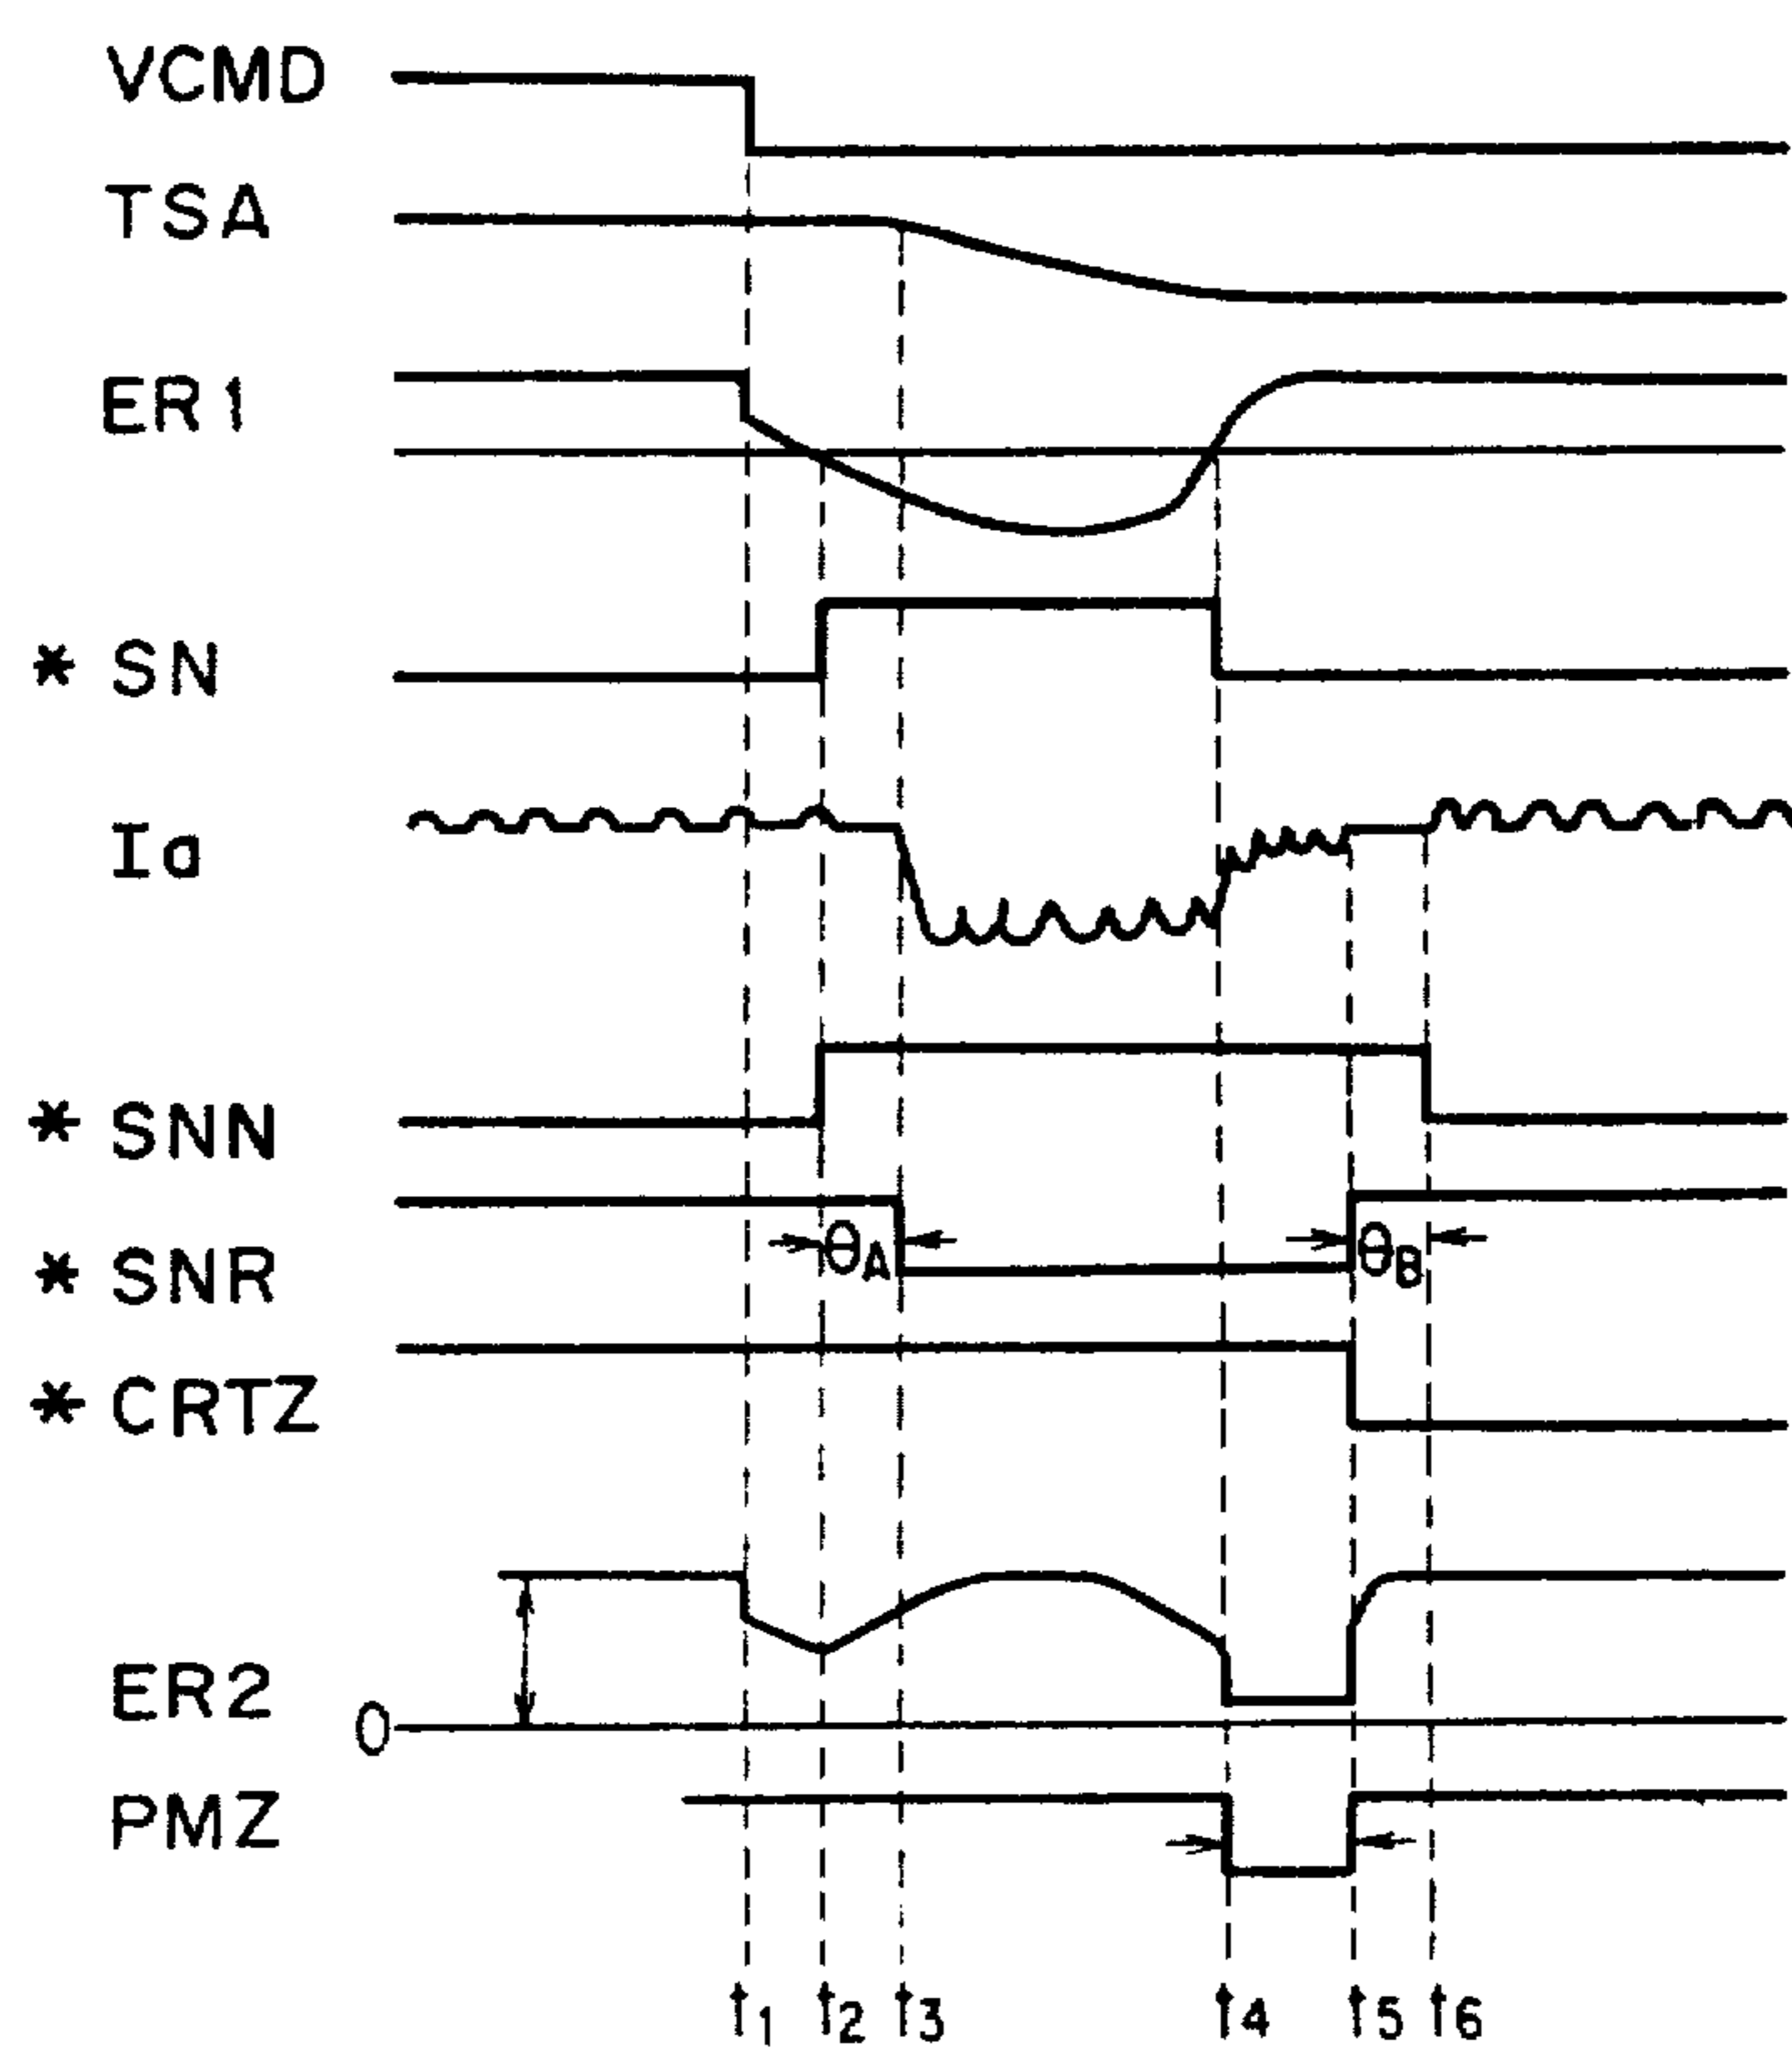 VCMD
TSA
ER1
* SN
Ia
* SNN
* SNR
θA
θB
* CRTZ
ER2
0
PMZ
t1 t2 t3 t4 t5 t6